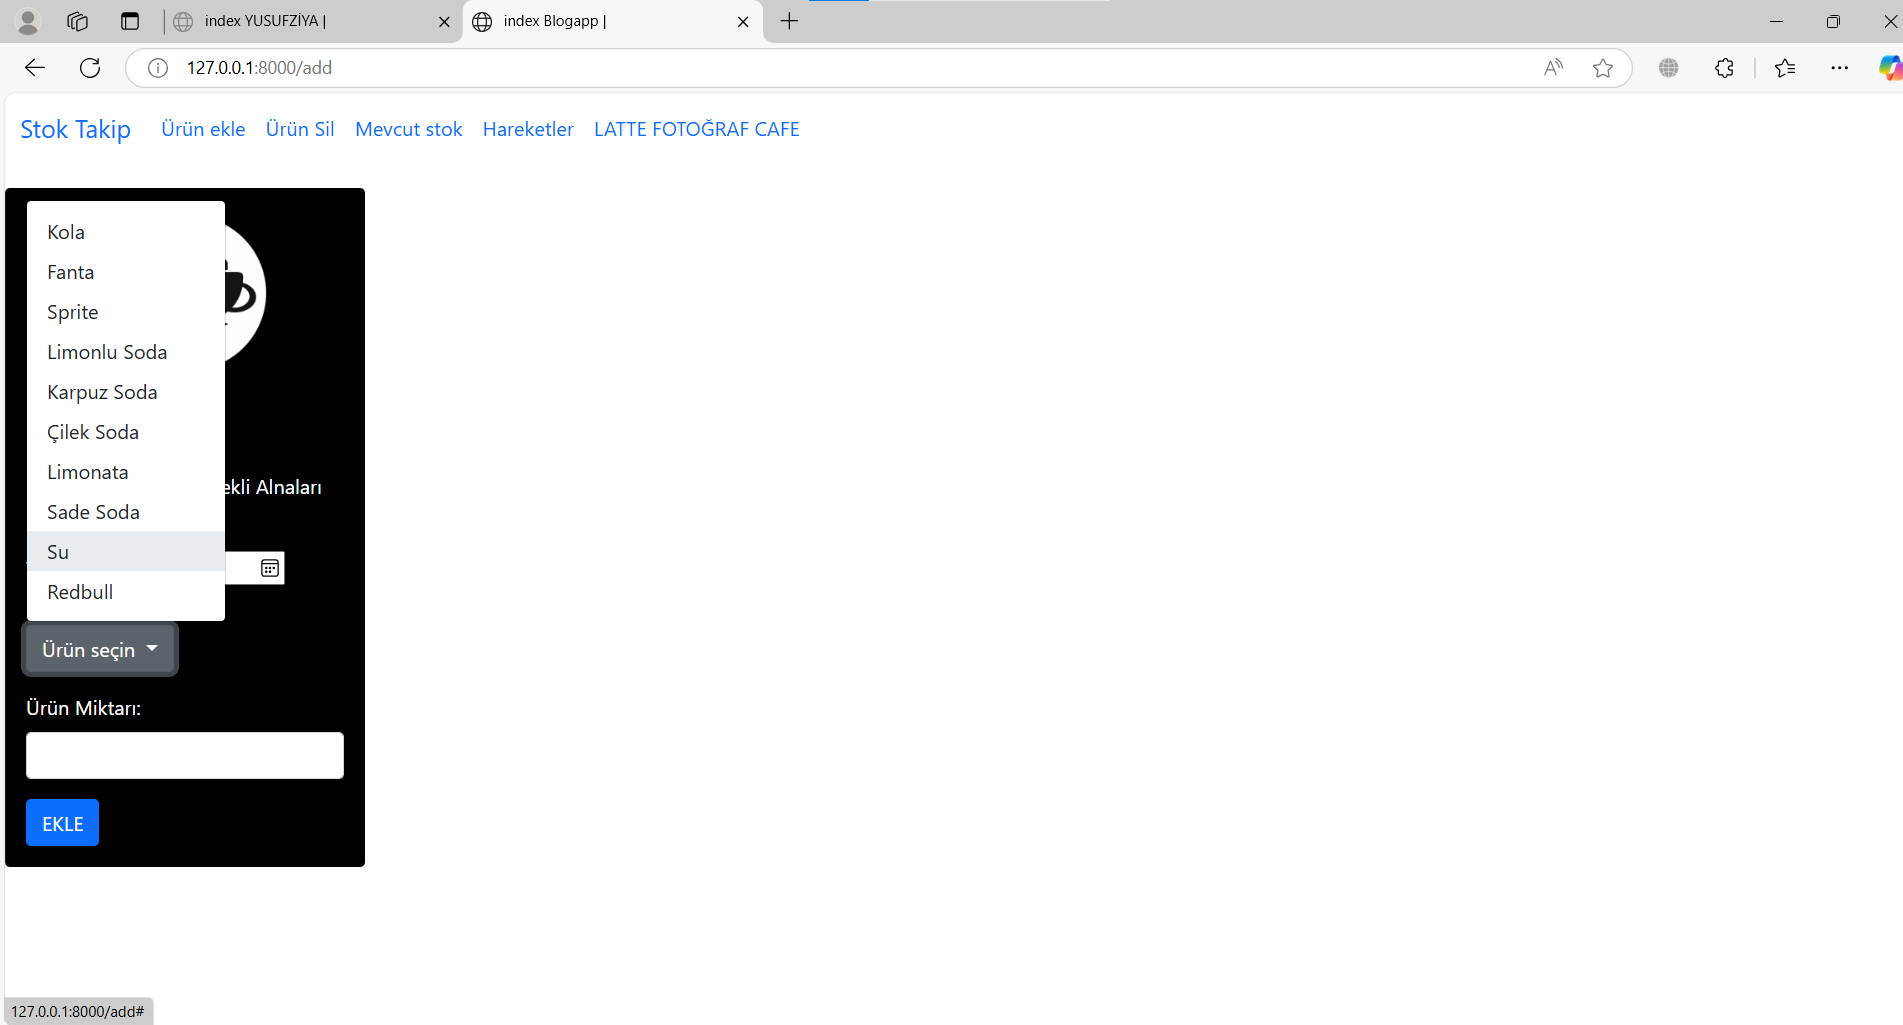 index YUSUFZİYA |
index Blogapp |
127.0.0.1:8000/add
Stok Takip Ürün ekle Ürün Sil Mevcut stok Hareketler LATTE FOTOĞRAF CAFE
Kola
Fanta
Sprite
Limonlu Soda
Karpuz Soda
Çilek Soda
Limonata
ekli Alnaları
Sade Soda
Su
Redbull
Ürün seçin
Ürün Miktarı:
EKLE
127.0.0.1:8000/add#